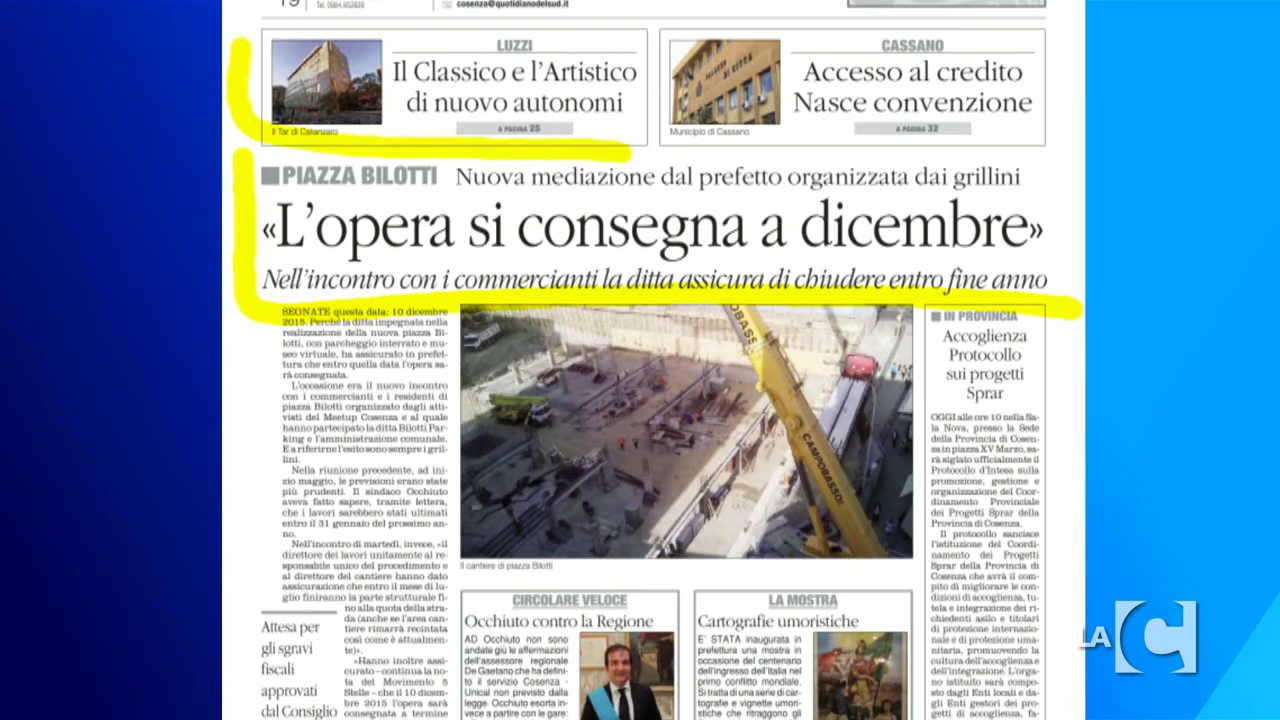 19
Tel. 0984.852828
cosenza@quotidianodelsud.it
LUZZI
Il Classico e l'Artistico
di nuovo autonomi
A PAGINA 25
Il Tar di Catanzaro
CASSANO
Accesso al credito
Nasce convenzione
A PAGINA 32
Municipio di Cassano
PIAZZA BILOTTI Nuova mediazione dal prefetto organizzata dai grillini
«L'opera si consegna a dicembre»
Nell'incontro con i commercianti la ditta assicura di chiudere entro fine anno
SEGNATE questa data: 10 dicembre
2015. Perché la ditta impegnata nella
realizzazione della nuova piazza Bi-
lotti, con parcheggio interrato e mu-
seo virtuale, ha assicurato in prefet-
tura che entro quella data l'opera sa-
rà consegnata.
L'occasione era il nuovo incontro
con i commercianti e i residenti di
piazza Bilotti organizzato dagli atti-
visti del Meetup Cosenza e al quale
hanno partecipato la ditta Bilotti Par-
king e l'amministrazione comunale.
E a riferirne l'esito sono sempre i gril-
lini.
Nella riunione precedente, ad ini-
zio maggio, le previsioni erano state
più prudenti. Il sindaco Occhiuto
aveva fatto sapere, tramite lettera,
che i lavori sarebbero stati ultimati
entro il 31 gennaio del prossimo an-
no.
Nell'incontro di martedì, invece, «il
direttore dei lavori unitamente al re-
sponsabile unico del procedimento e
al direttore del cantiere hanno dato
assicurazione che entro il mese di lu-
glio finiranno la parte strutturale fi-
no alla quota della stra-
da (anche se l'area can-
tiere rimarrà recintata
così come è attualmen-
te)».
«Hanno inoltre assi-
curato – continua la no-
ta del Movimento 5
Stelle – che il 10 dicem-
bre 2015 l'opera sarà
consegnata a termine
Attesa per
gli sgravi
fiscali
approvati
dal Consiglio
CAMPOBASSO
Il cantiere di piazza Bilotti
CIRCOLARE VELOCE
Occhiuto contro la Regione
AD Occhiuto non sono
andate giù le affermazioni
dell'assessore regionale
De Gaetano che ha defini-
to il servizio Cosenza -
Unical non previsto dalla
legge. Occhiuto esorta in-
vece a partire con le gare:
LA MOSTRA
Cartografie umoristiche
E' STATA inaugurata in
prefettura una mostra in
occasione del centenario
dell'ingresso dell'Italia nel
primo conflitto mondiale.
Si tratta di una serie di car-
tografie e vignette umori-
stiche che ritraggono gli
IN PROVINCIA
Accoglienza
Protocollo
sui progetti
Sprar
OGGI alle ore 10 nella Sa-
la Nova, presso la Sede
della Provincia di Cosen-
za in piazza XV Marzo, sa-
rà siglato ufficialmente il
Protocollo d'Intesa sulla
promozione, gestione e
organizzazione del Coor-
dinamento Provinciale
dei Progetti Sprar della
Provincia di Cosenza.
Il protocollo sancisce
l'istituzione del Coordi-
namento dei Progetti
Sprar della Provincia di
Cosenza che avrà il com-
pito di migliorare le con-
dizioni di accoglienza, tu-
tela e integrazione dei ri-
chiedenti asilo e titolari
di protezione internazio-
nale e di protezione uma-
nitaria, promuovendo la
cultura dell'accoglienza e
dell'integrazione. L'orga-
no istituito sarà compo-
sto dagli Enti locali e da-
gli Enti gestori dei pro-
getti di accoglienza, fa-
LA C